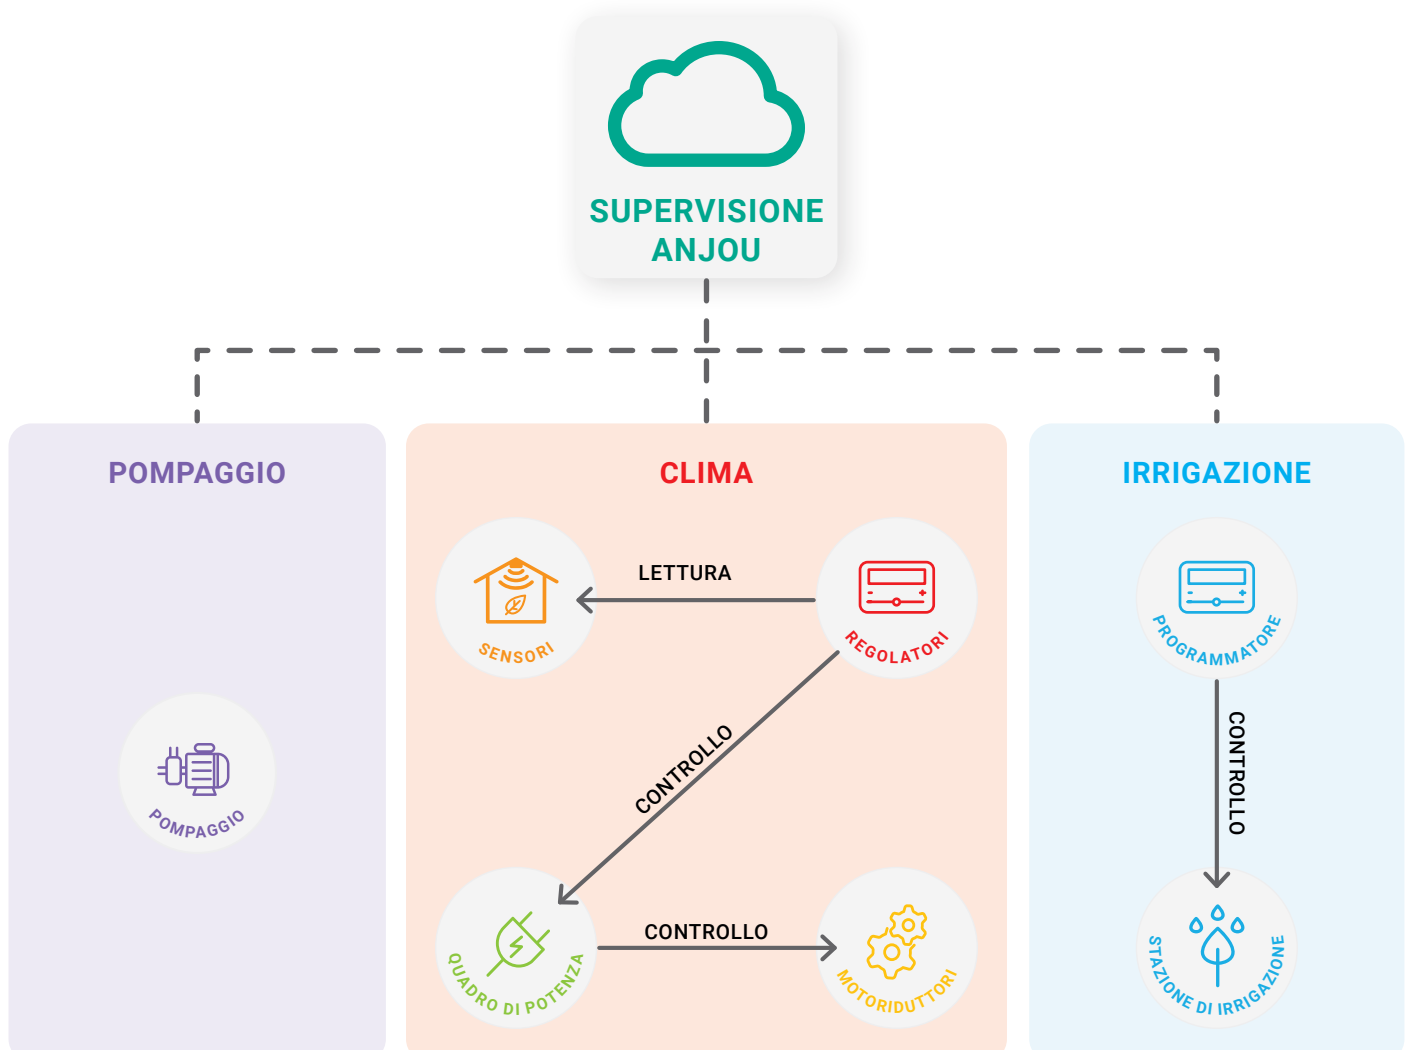 SUPERVISIONE
ANJOU
POMPAGGIO
CLIMA
IRRIGAZIONE
LETTURA
SENSORI
REGOLATORI
PROGRAMMATORE
CONTROLLO
CONTROLLO
POMPAGGIO
CONTROLLO
QUADRO DI POTENZA
MOTORIDUTTORI
STAZIONE DI IRRIGAZIONE